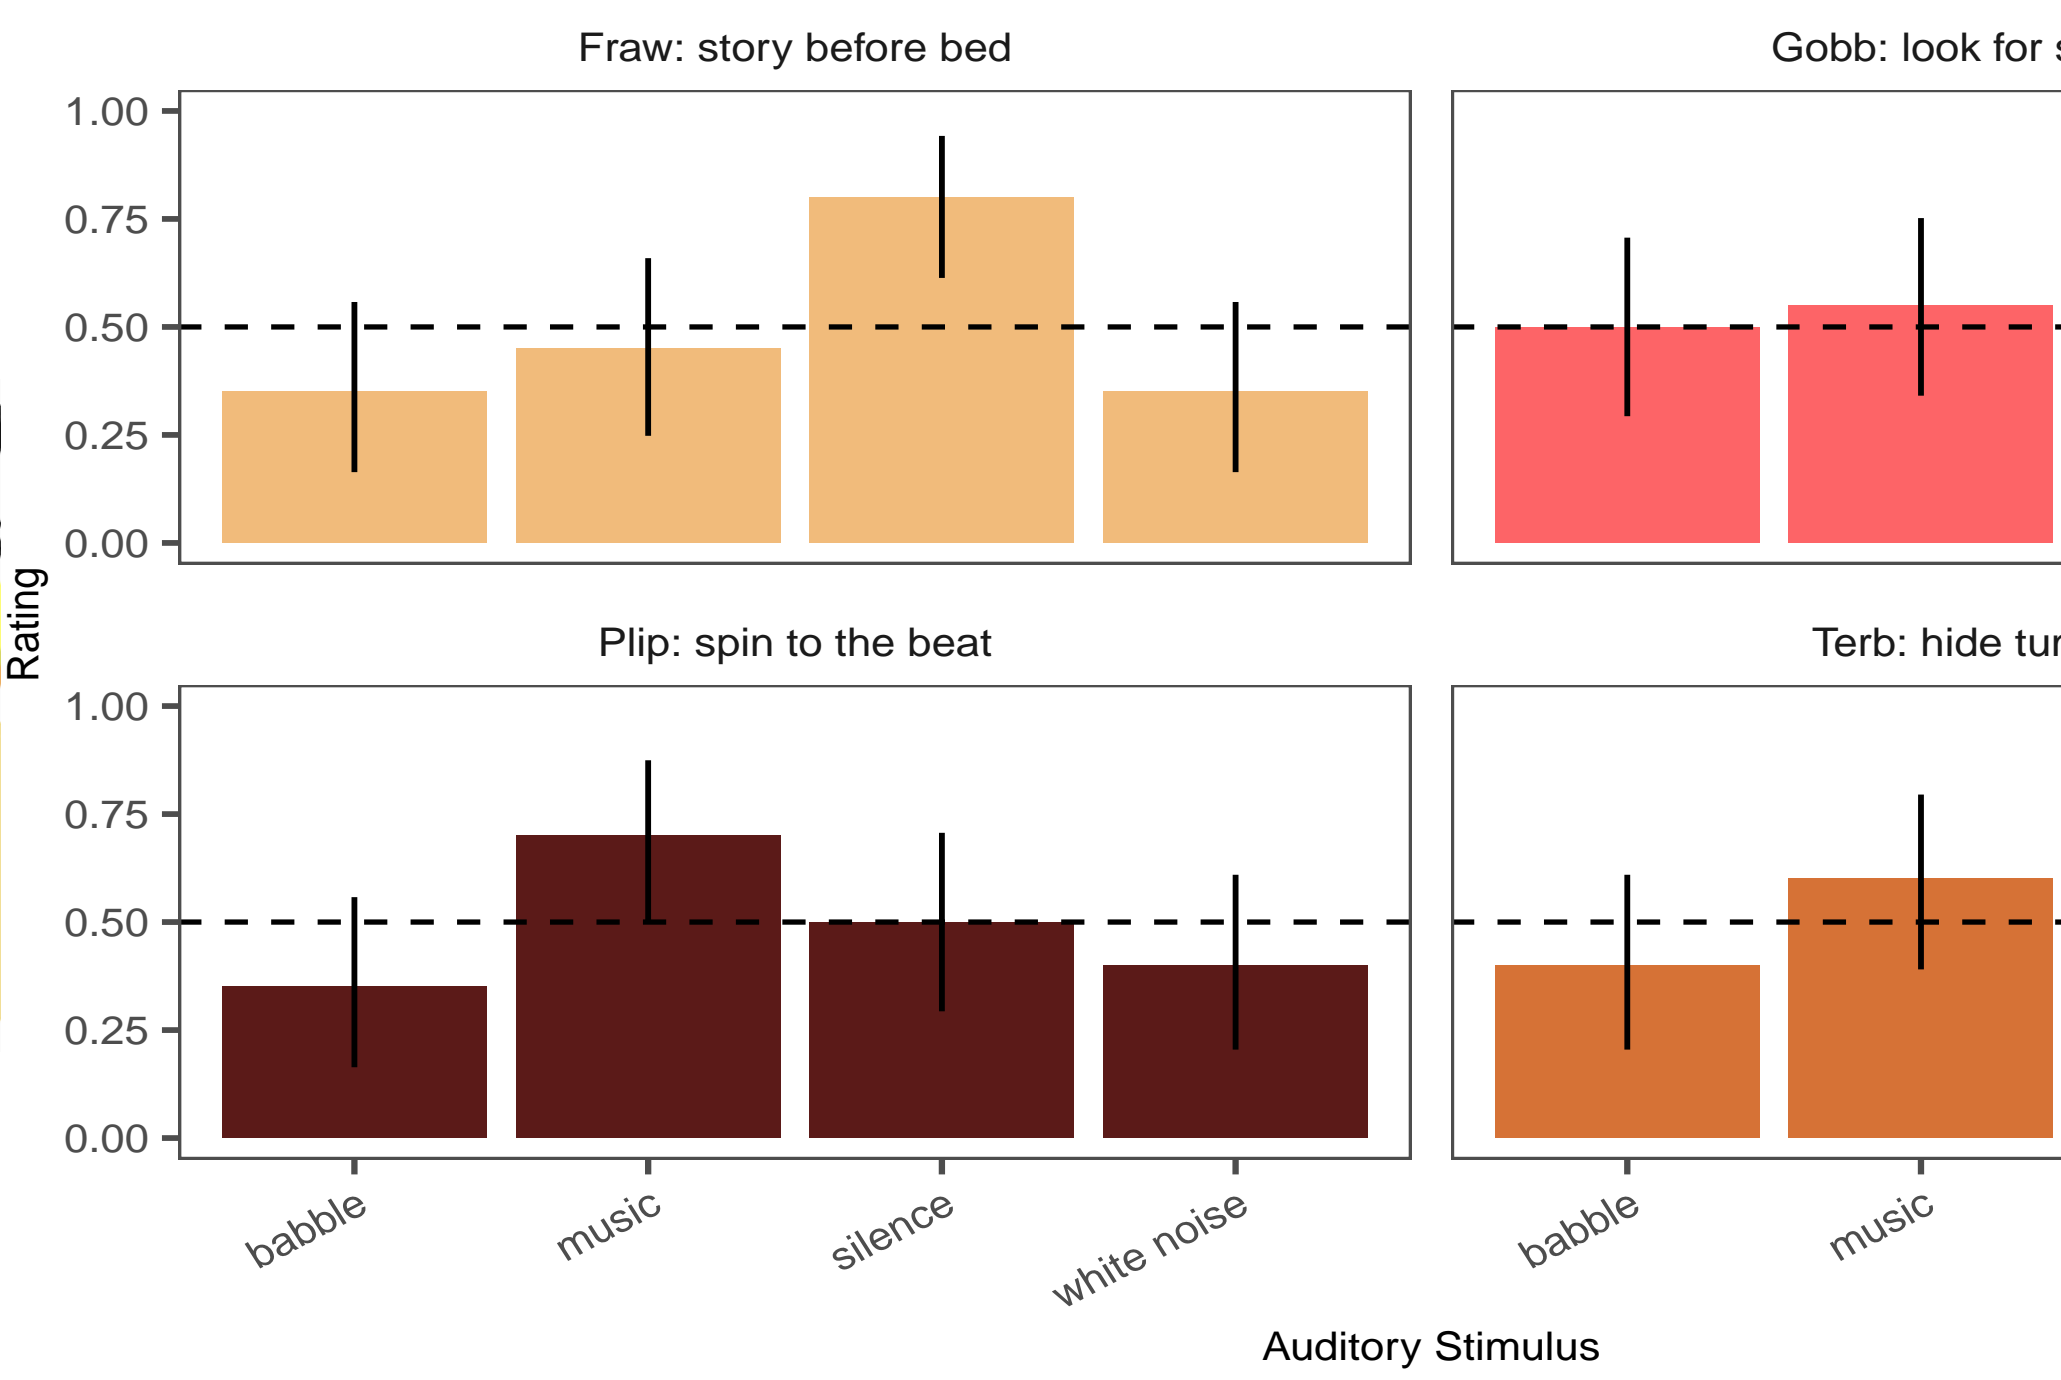 Fraw: story before bed
Gobb: look for
1.00
0.75
0.50
0.25
0.00
Rating
Plip: spin to the beat
Terb: hide
1.00
0.75
0.50
0.25
0.00
babble
music
silence
white noise
babble
music
Auditory Stimulus